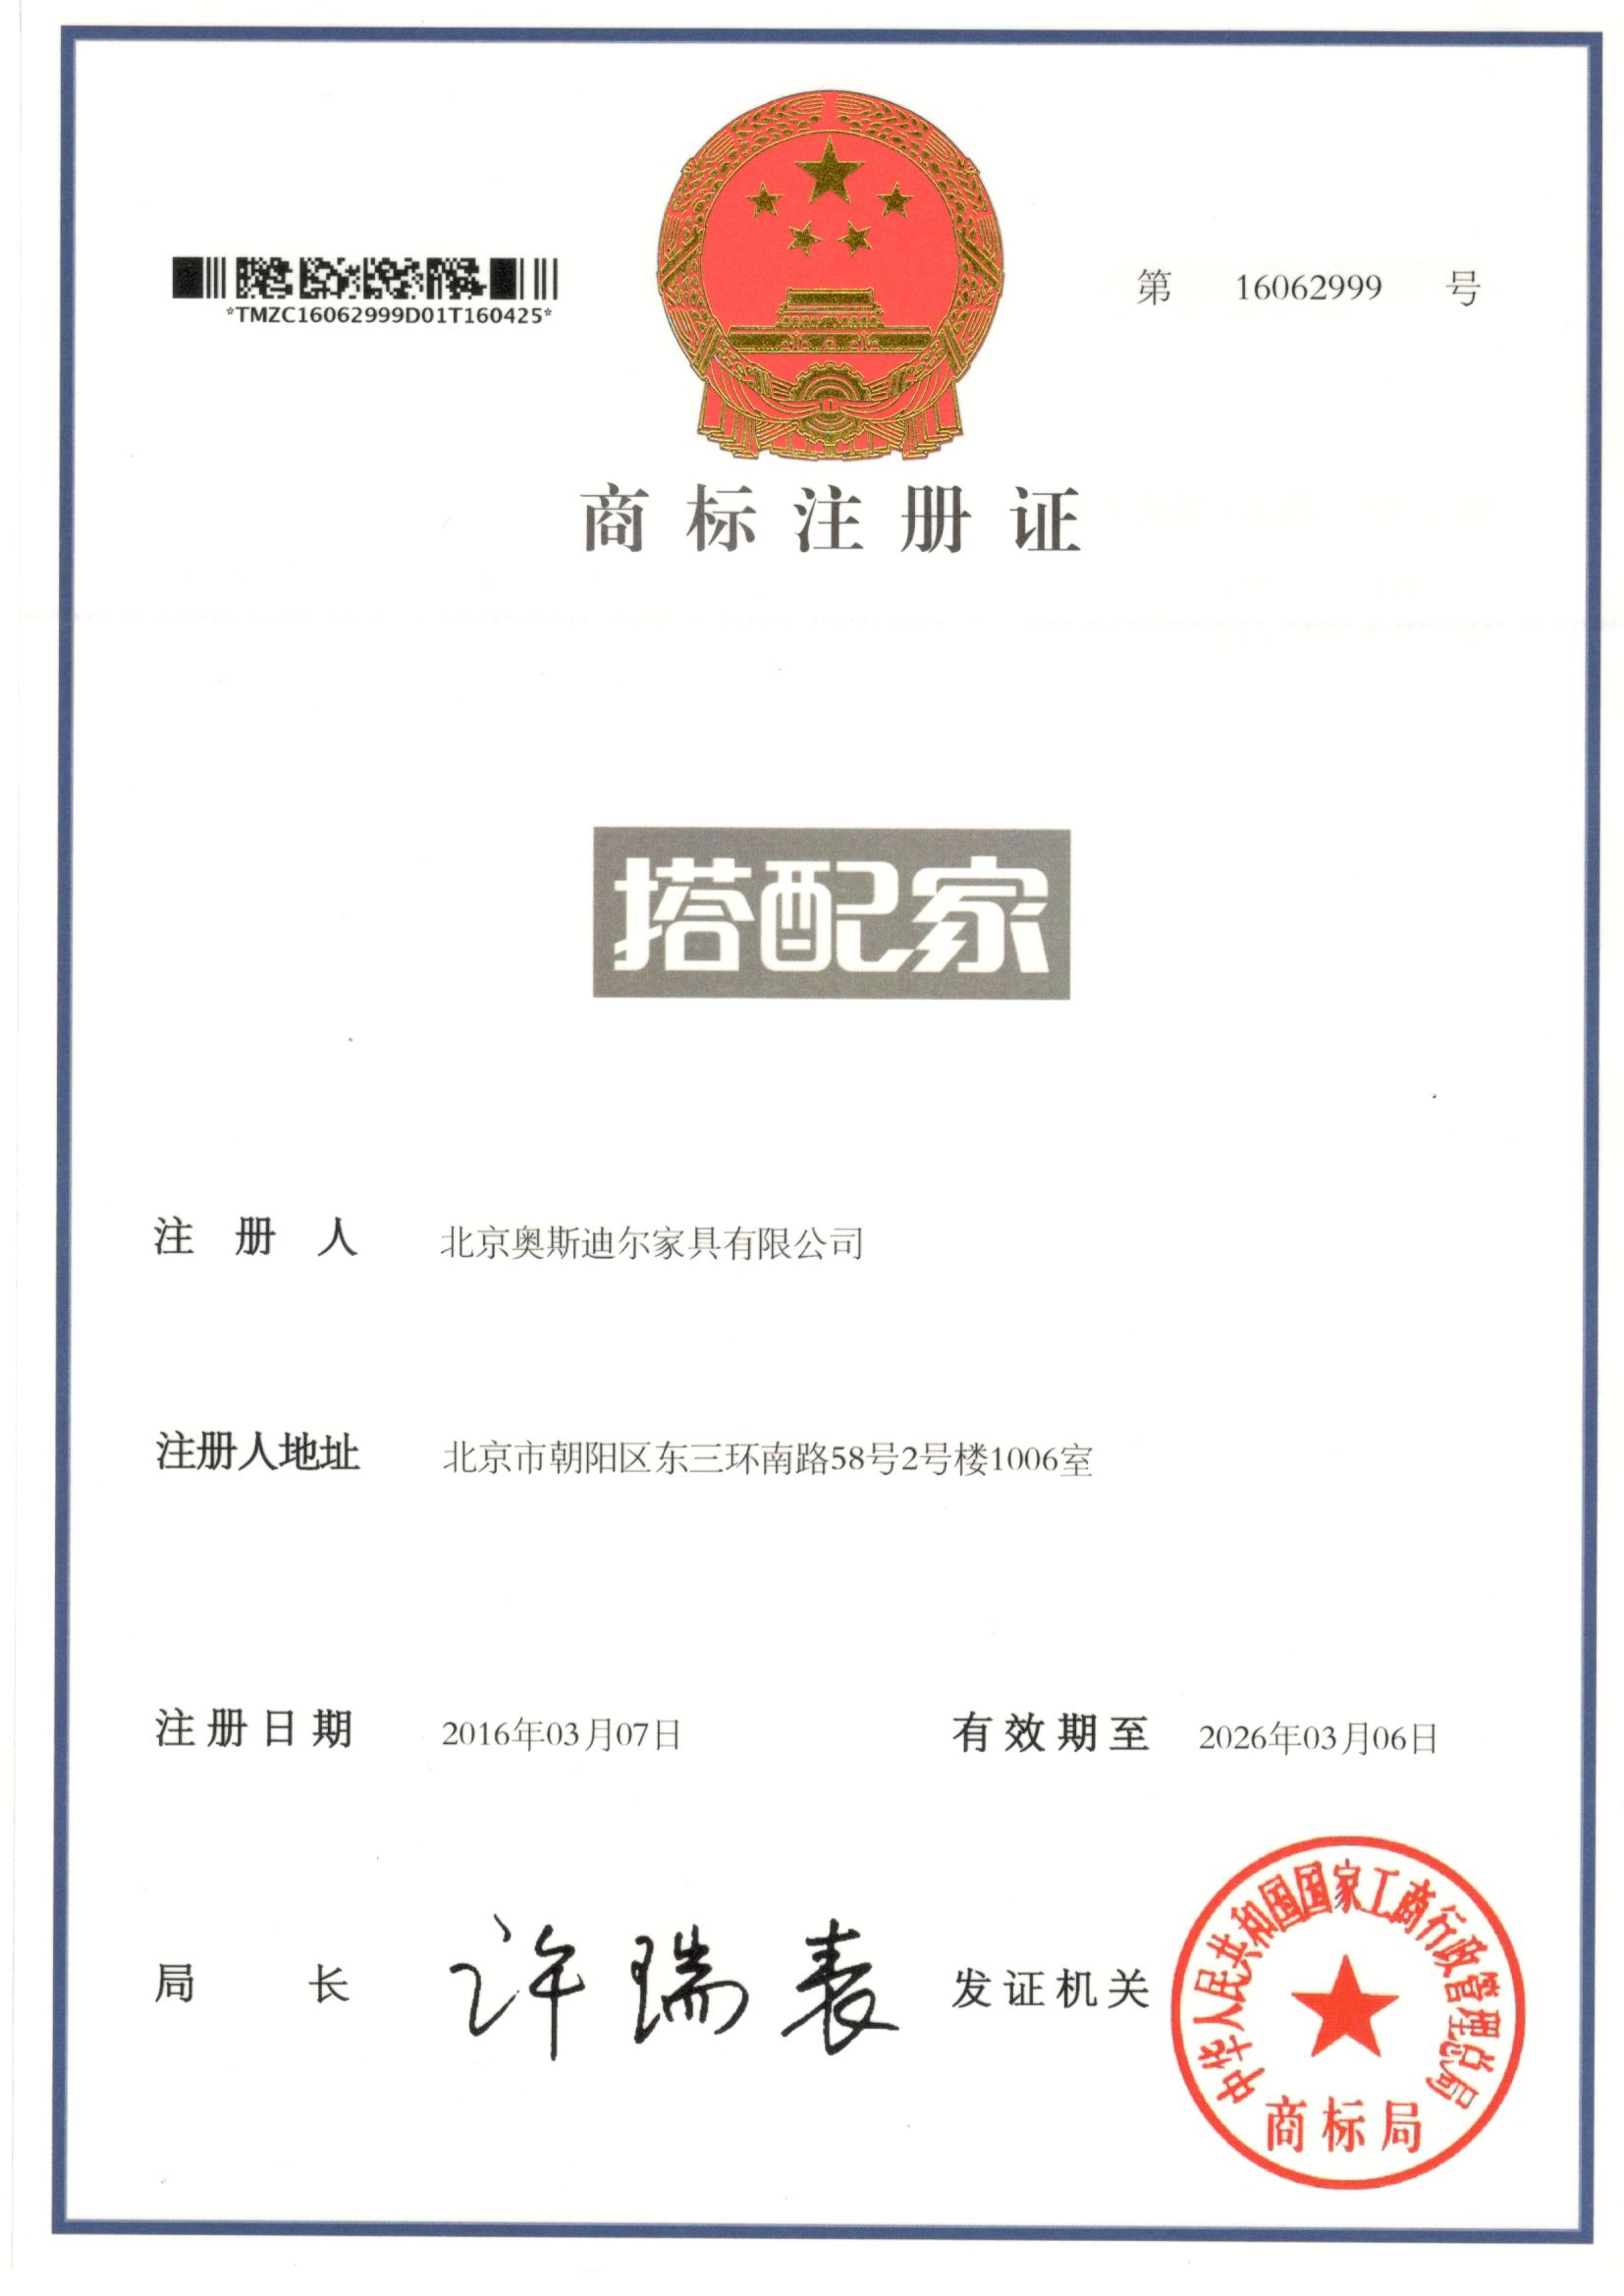 *TMZC16062999D01T160425*
第 16062999 号
商标注册证
搭配家
注册人 北京奥斯迪尔家具有限公司
注册人地址 北京市朝阳区东三环南路58号2号楼1006室
注册日期 2016年03月07日 有效期至 2026年03月06日
局长 许瑞表 发证机关
中华人民共和国国家工商行政管理总局
商标局